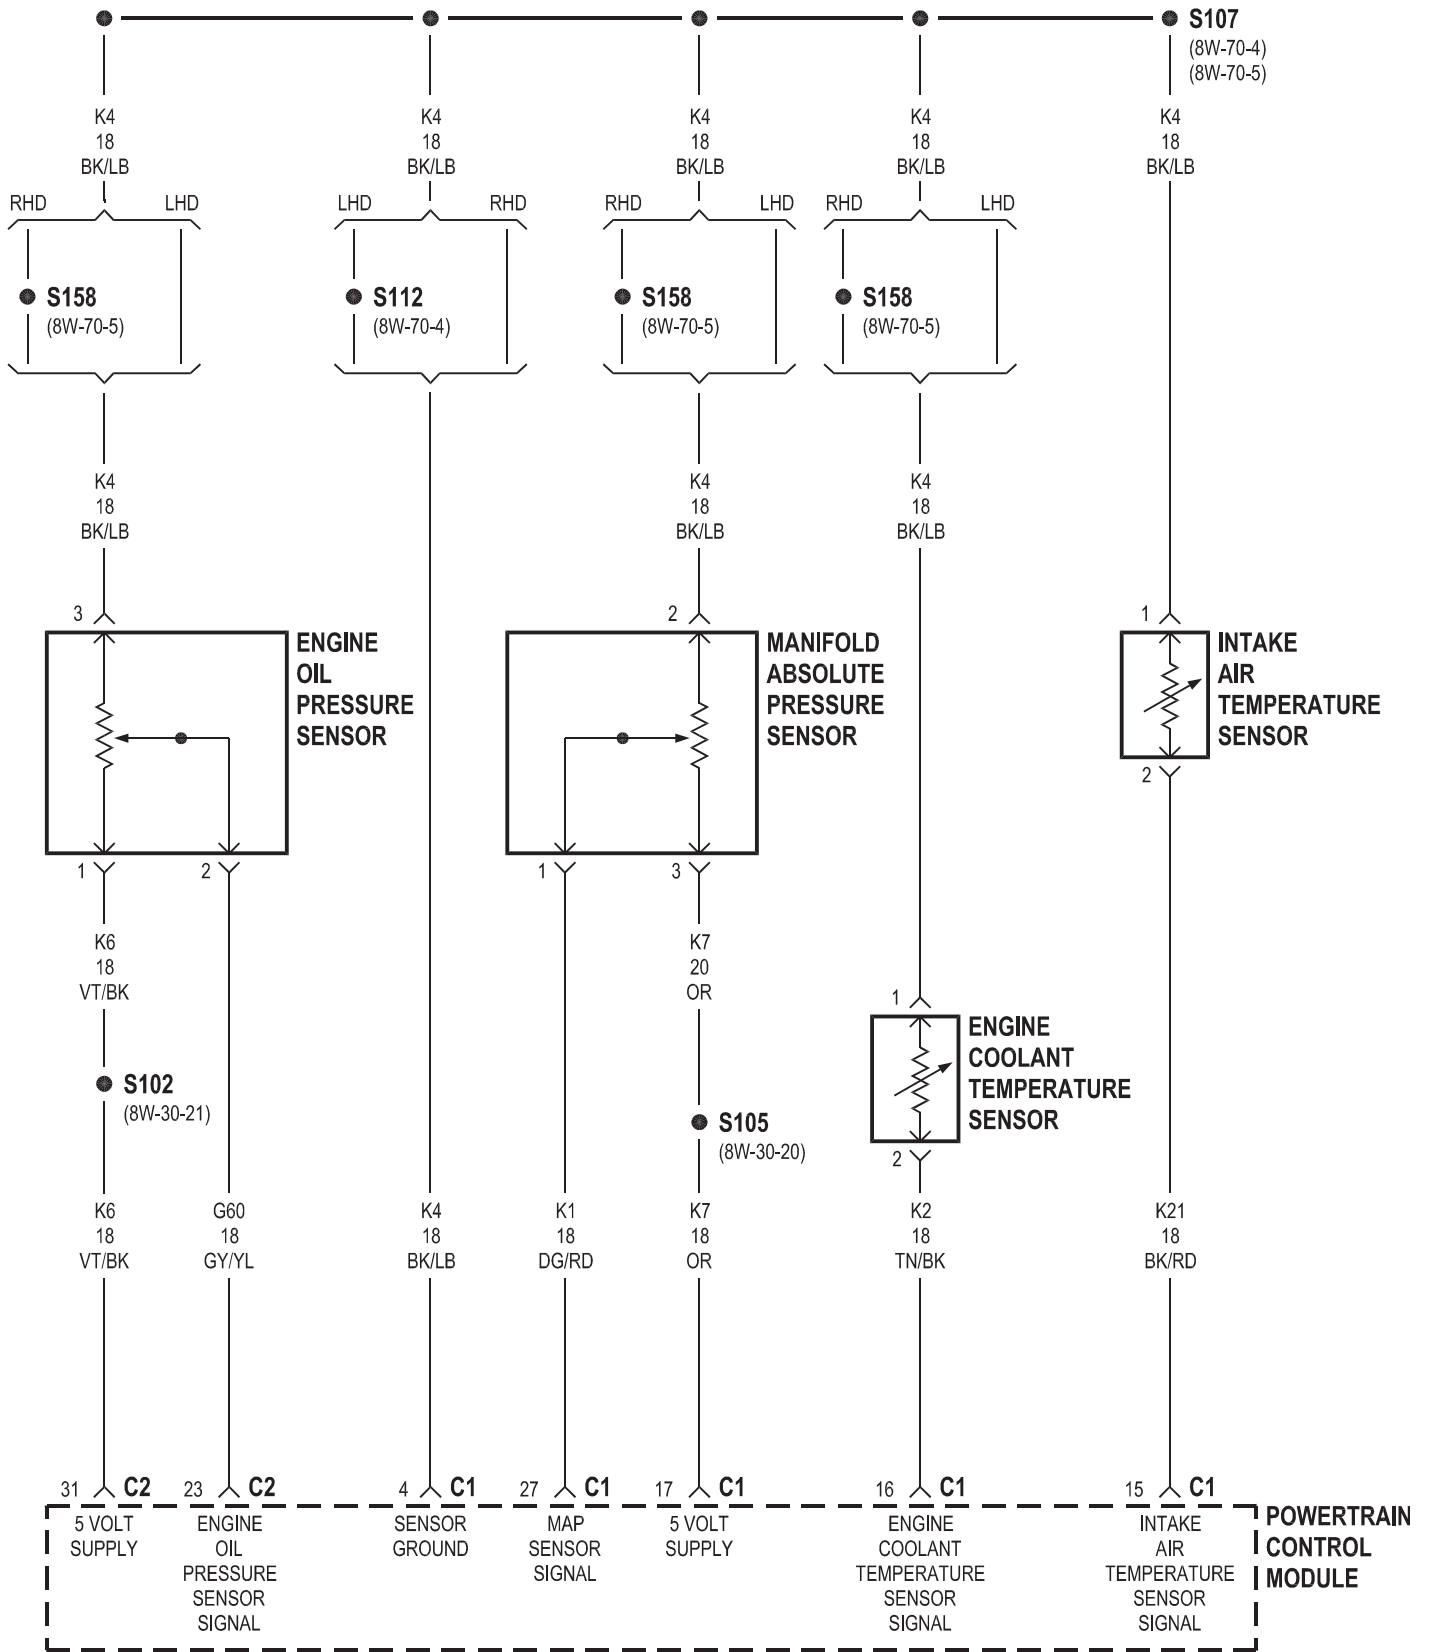 S107
(8W-70-4)
(8W-70-5)
K4
18
BK/LB
K4
18
BK/LB
K4
18
BK/LB
K4
18
BK/LB
K4
18
BK/LB
RHD
LHD
LHD
RHD
RHD
LHD
RHD
LHD
S158
(8W-70-5)
S112
(8W-70-4)
S158
(8W-70-5)
S158
(8W-70-5)
K4
18
BK/LB
K4
18
BK/LB
K4
18
BK/LB
3
ENGINE
OIL
PRESSURE
SENSOR
1
2
2
MANIFOLD
ABSOLUTE
PRESSURE
SENSOR
1
3
1
INTAKE
AIR
TEMPERATURE
SENSOR
2
K6
18
VT/BK
K7
20
OR
1
ENGINE
COOLANT
TEMPERATURE
SENSOR
2
S102
(8W-30-21)
S105
(8W-30-20)
K6
18
VT/BK
G60
18
GY/YL
K4
18
BK/LB
K1
18
DG/RD
K7
18
OR
K2
18
TN/BK
K21
18
BK/RD
31 C2
23 C2
4 C1
27 C1
17 C1
16 C1
15 C1
5 VOLT
SUPPLY
ENGINE
OIL
PRESSURE
SENSOR
SIGNAL
SENSOR
GROUND
MAP
SENSOR
SIGNAL
5 VOLT
SUPPLY
ENGINE
COOLANT
TEMPERATURE
SENSOR
SIGNAL
INTAKE
AIR
TEMPERATURE
SENSOR
SIGNAL
POWERTRAIN
CONTROL
MODULE